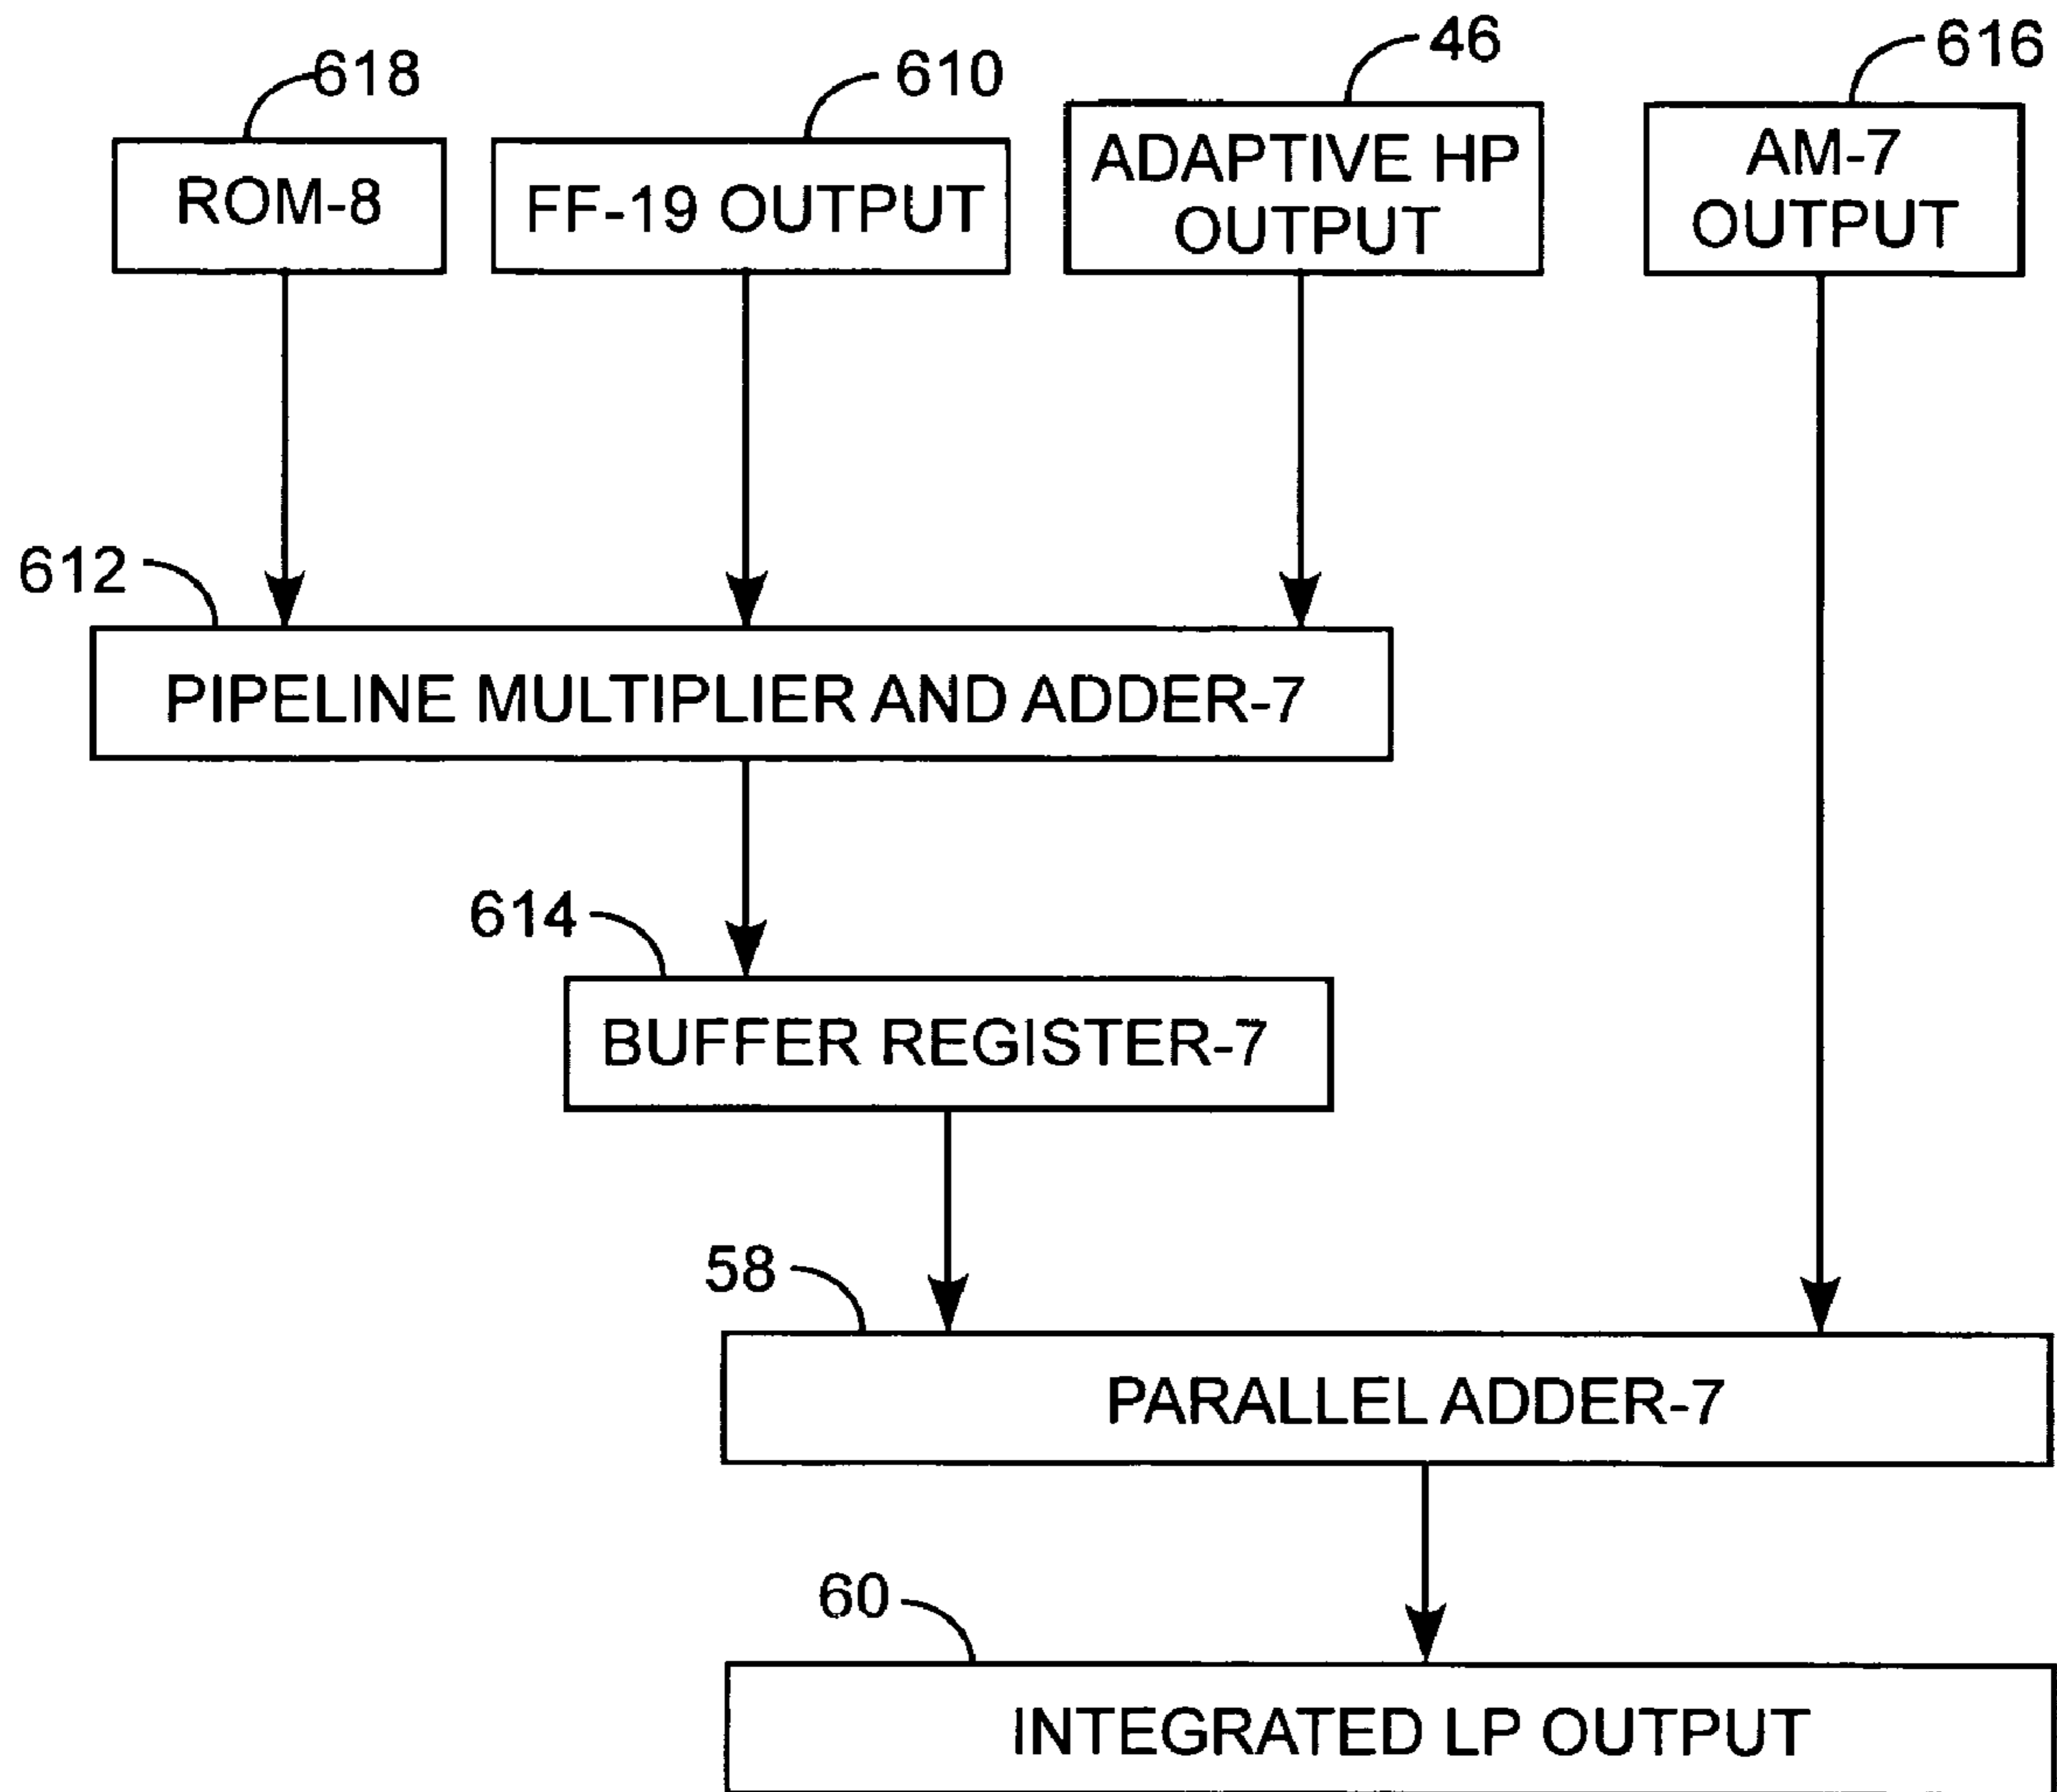 618
610
46
616
ROM-8
FF-19 OUTPUT
ADAPTIVE HP
OUTPUT
AM-7
OUTPUT
612
PIPELINE MULTIPLIER AND ADDER-7
614
BUFFER REGISTER-7
58
PARALLEL ADDER-7
60
INTEGRATED LP OUTPUT